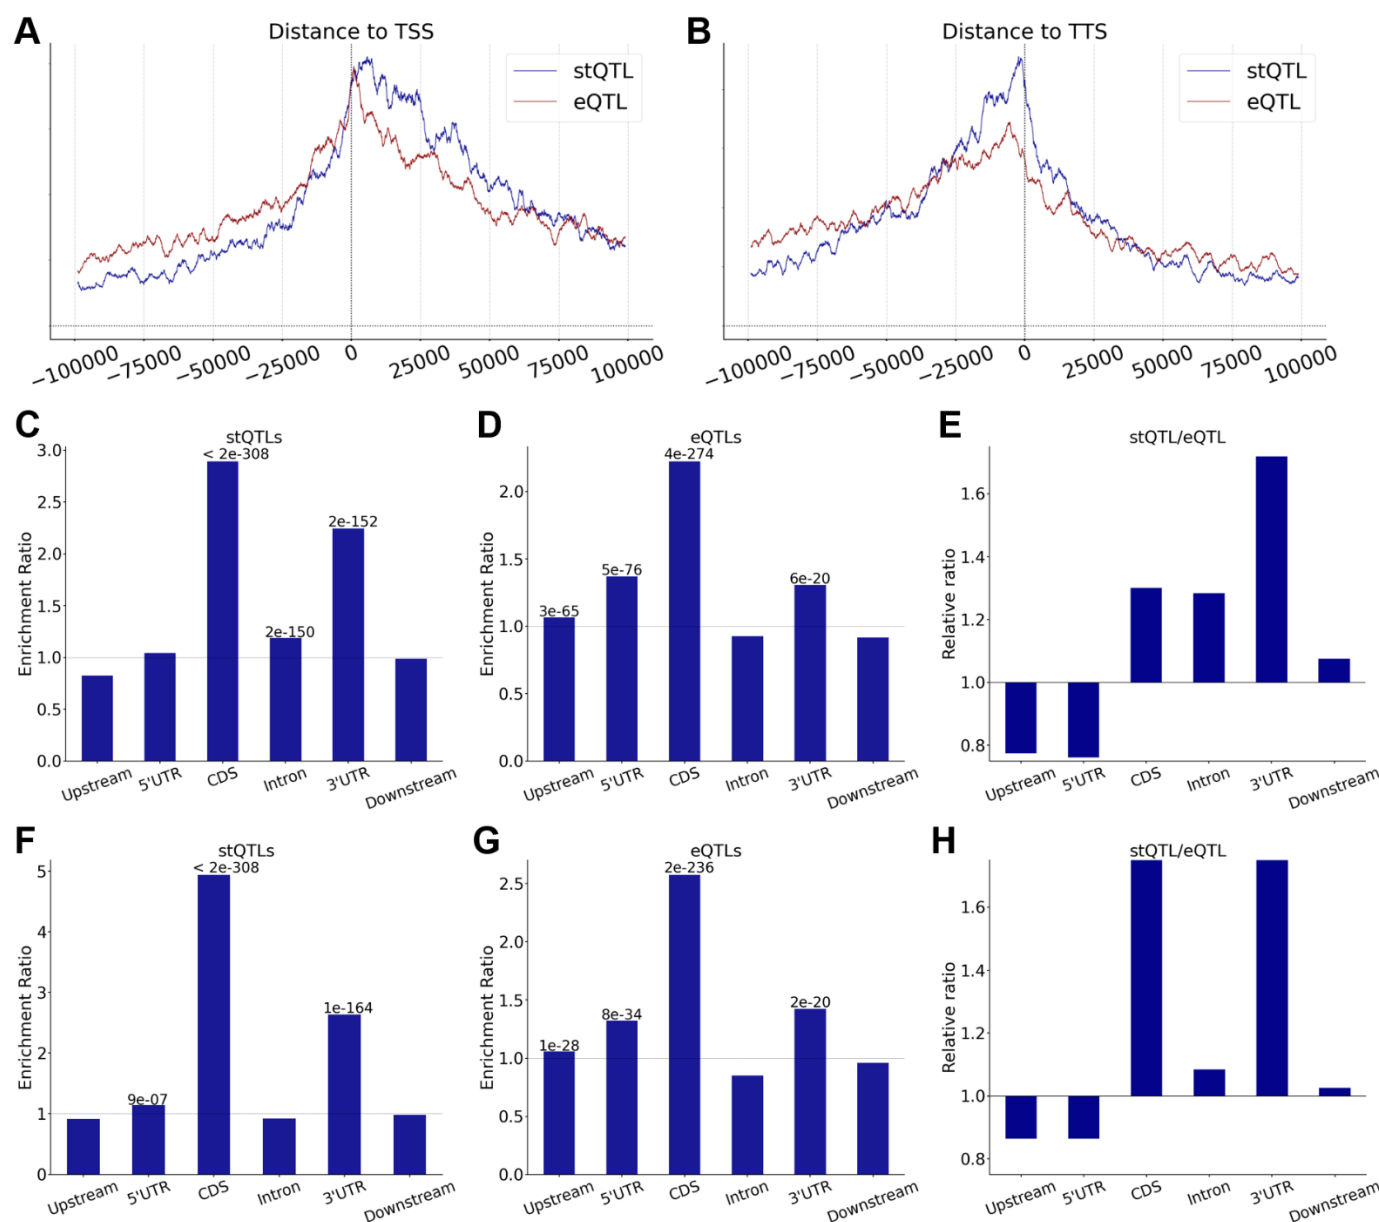 A
Distance to TSS
stQTL
eQTL
−100000 −75000 −50000 −25000 0 25000 50000 75000 100000
B
Distance to TTS
stQTL
eQTL
−100000 −75000 −50000 −25000 0 25000 50000 75000 100000
C
stQTLs
< 2e-308
2e-152
2e-150
Enrichment Ratio
3.0
2.5
2.0
1.5
1.0
0.5
0.0
Upstream 5'UTR CDS Intron 3'UTR Downstream
D
eQTLs
4e-274
5e-76
6e-20
3e-65
Enrichment Ratio
2.0
1.5
1.0
0.5
0.0
Upstream 5'UTR CDS Intron 3'UTR Downstream
E
stQTL/eQTL
Relative ratio
1.6
1.4
1.2
1.0
0.8
Upstream 5'UTR CDS Intron 3'UTR Downstream
F
stQTLs
< 2e-308
1e-164
9e-07
Enrichment Ratio
5
4
3
2
1
0
Upstream 5'UTR CDS Intron 3'UTR Downstream
G
eQTLs
2e-236
2e-20
8e-34
1e-28
Enrichment Ratio
2.5
2.0
1.5
1.0
0.5
0.0
Upstream 5'UTR CDS Intron 3'UTR Downstream
H
stQTL/eQTL
Relative ratio
1.6
1.4
1.2
1.0
0.8
Upstream 5'UTR CDS Intron 3'UTR Downstream